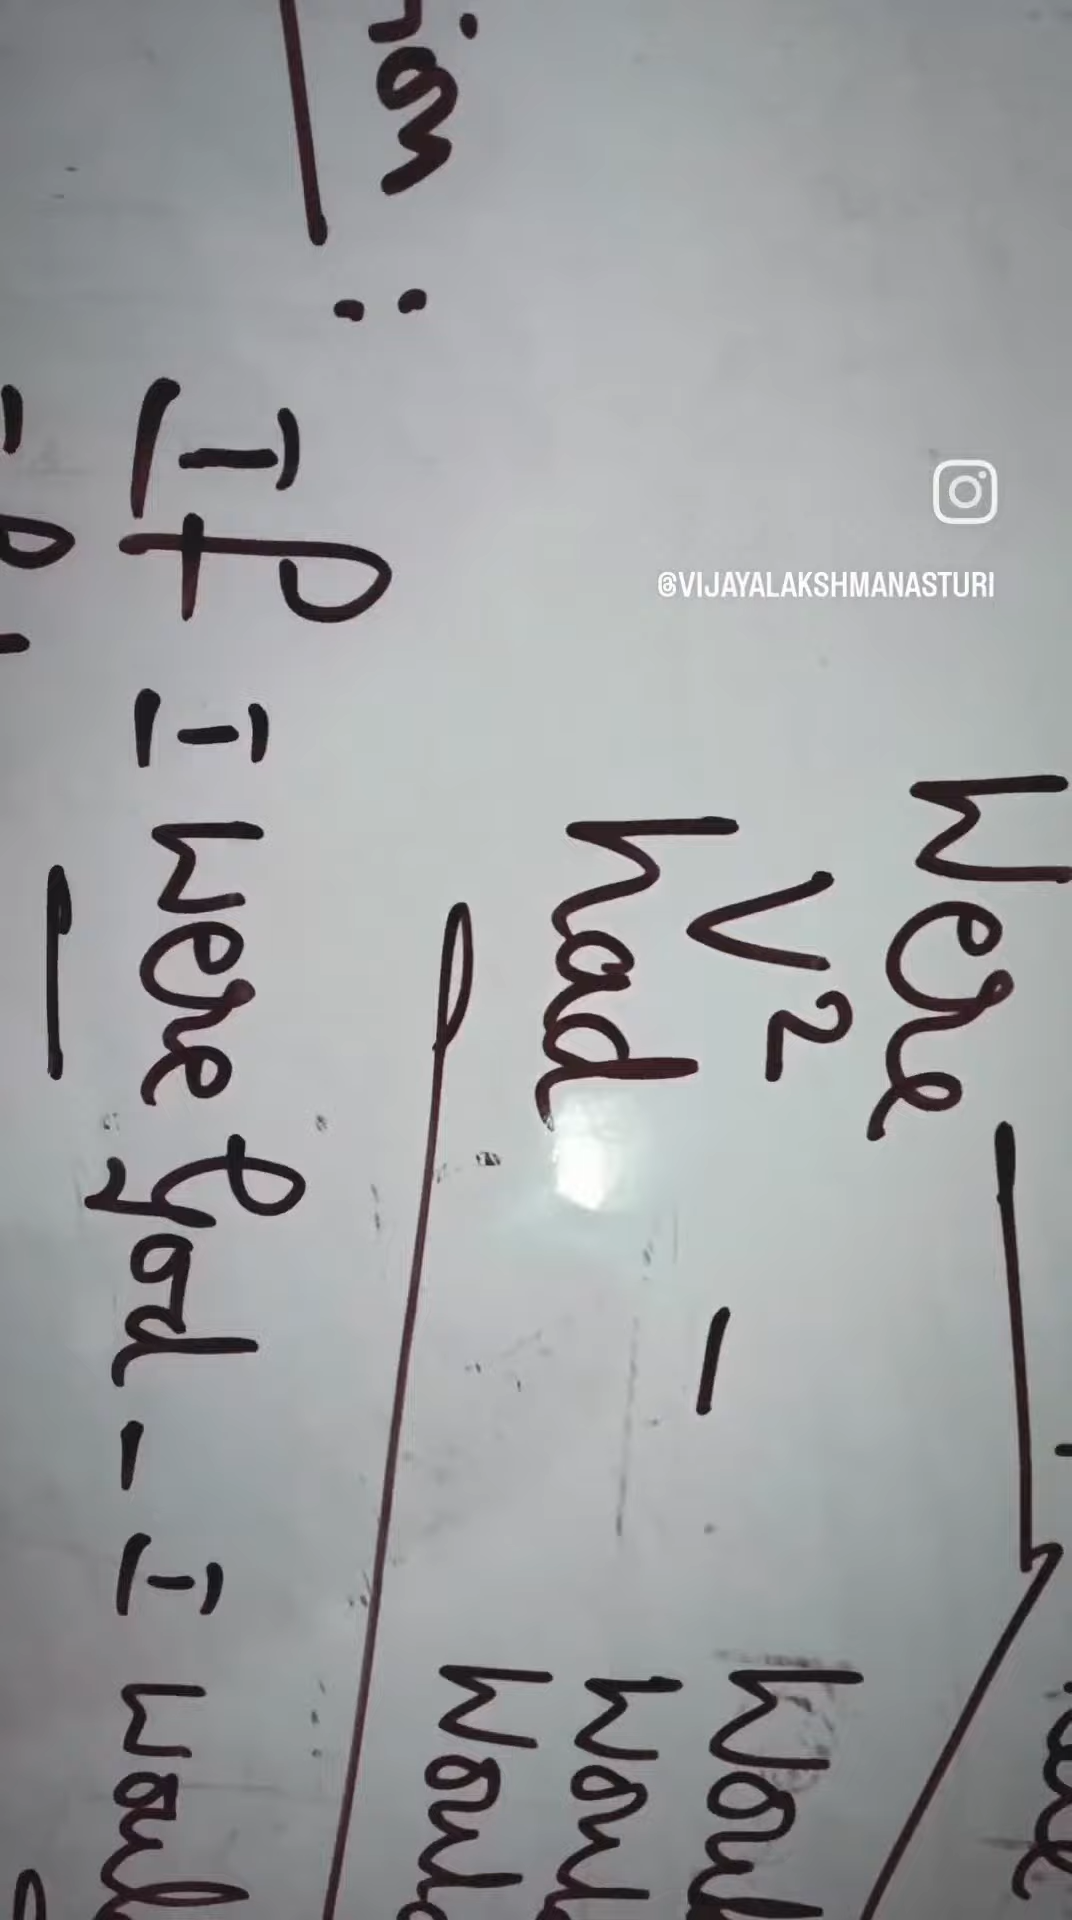 Were
V2
had
Woul
Woul
Woul
If I were god - I woul
@VIJAYALAKSHMANASTURI